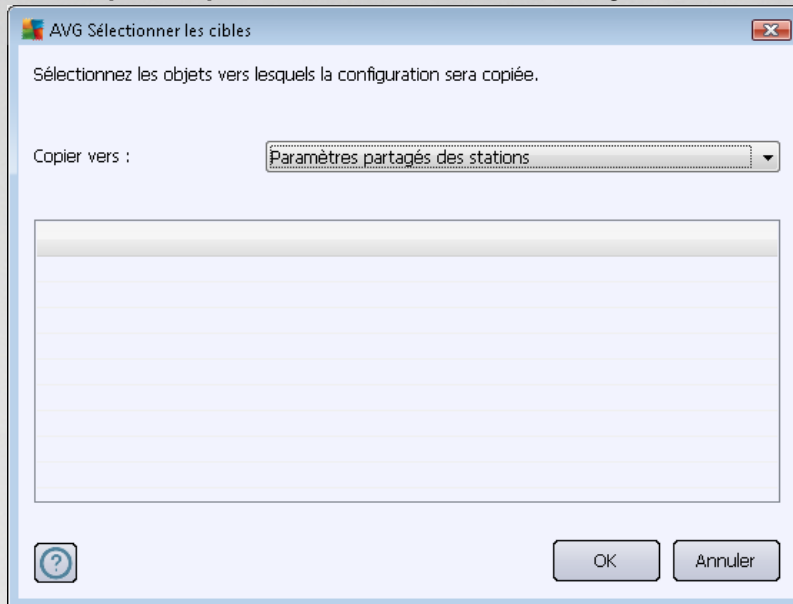 AVG Sélectionner les cibles
Sélectionnez les objets vers lesquels la configuration sera copiée.
Copier vers :
Paramètres partagés des stations
?
OK
Annuler